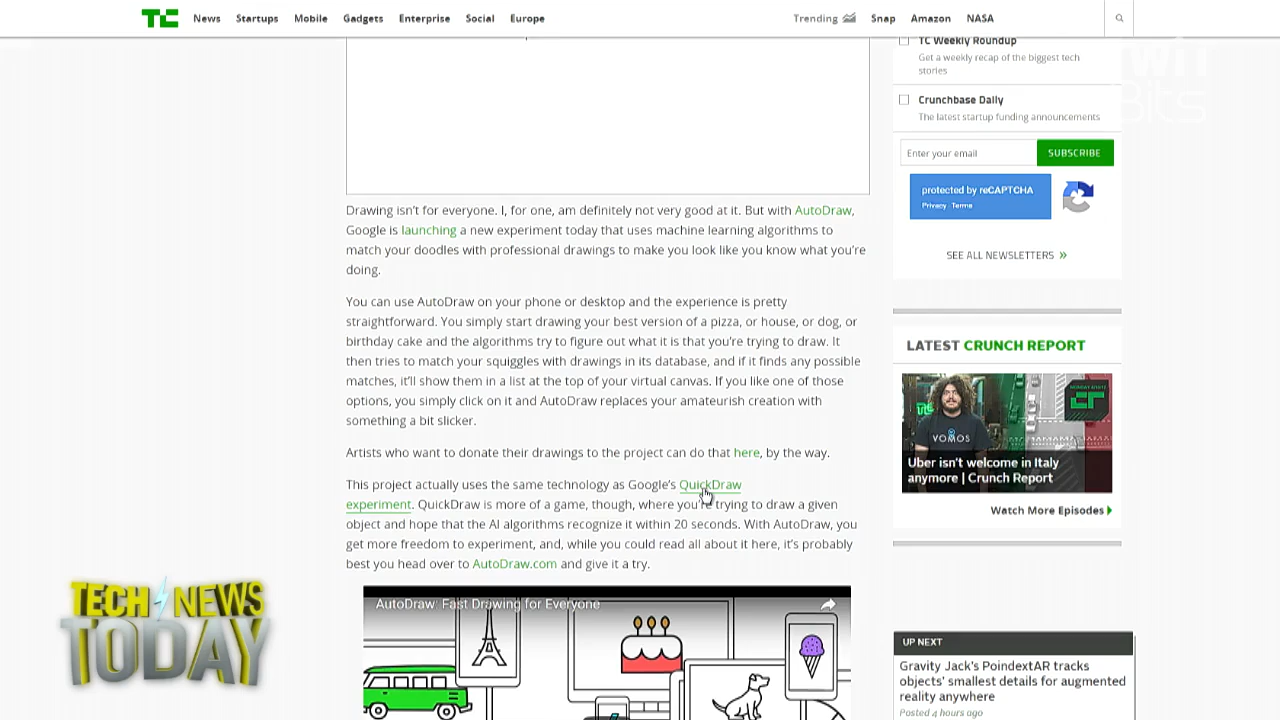 TC News Startups Mobile Gadgets Enterprise Social Europe Trending Snap Amazon NASA
TC Weekly Roundup
Get a weekly recap of the biggest tech
stories
Crunchbase Daily
The latest startup funding announcements
Enter your email SUBSCRIBE
protected by reCAPTCHA
Privacy - Terms
SEE ALL NEWSLETTERS »
TWiT
Bits
Drawing isn't for everyone. I, for one, am definitely not very good at it. But with AutoDraw,
Google is launching a new experiment today that uses machine learning algorithms to
match your doodles with professional drawings to make you look like you know what you're
doing.
You can use AutoDraw on your phone or desktop and the experience is pretty
straightforward. You simply start drawing your best version of a pizza, or house, or dog, or
birthday cake and the algorithms try to figure out what it is that you're trying to draw. It
then tries to match your squiggles with drawings in its database, and if it finds any possible
matches, it'll show them in a list at the top of your virtual canvas. If you like one of those
options, you simply click on it and AutoDraw replaces your amateurish creation with
something a bit slicker.
Artists who want to donate their drawings to the project can do that here, by the way.
This project actually uses the same technology as Google's QuickDraw
experiment. QuickDraw is more of a game, though, where you're trying to draw a given
object and hope that the AI algorithms recognize it within 20 seconds. With AutoDraw, you
get more freedom to experiment, and, while you could read all about it here, it's probably
best you head over to AutoDraw.com and give it a try.
AutoDraw: Fast Drawing for Everyone
LATEST CRUNCH REPORT
VOMOS
Uber isn't welcome in Italy
anymore | Crunch Report
Watch More Episodes
UP NEXT
Gravity Jack's PoindextAR tracks
objects' smallest details for augmented
reality anywhere
Posted 4 hours ago
TECH NEWS
TODAY